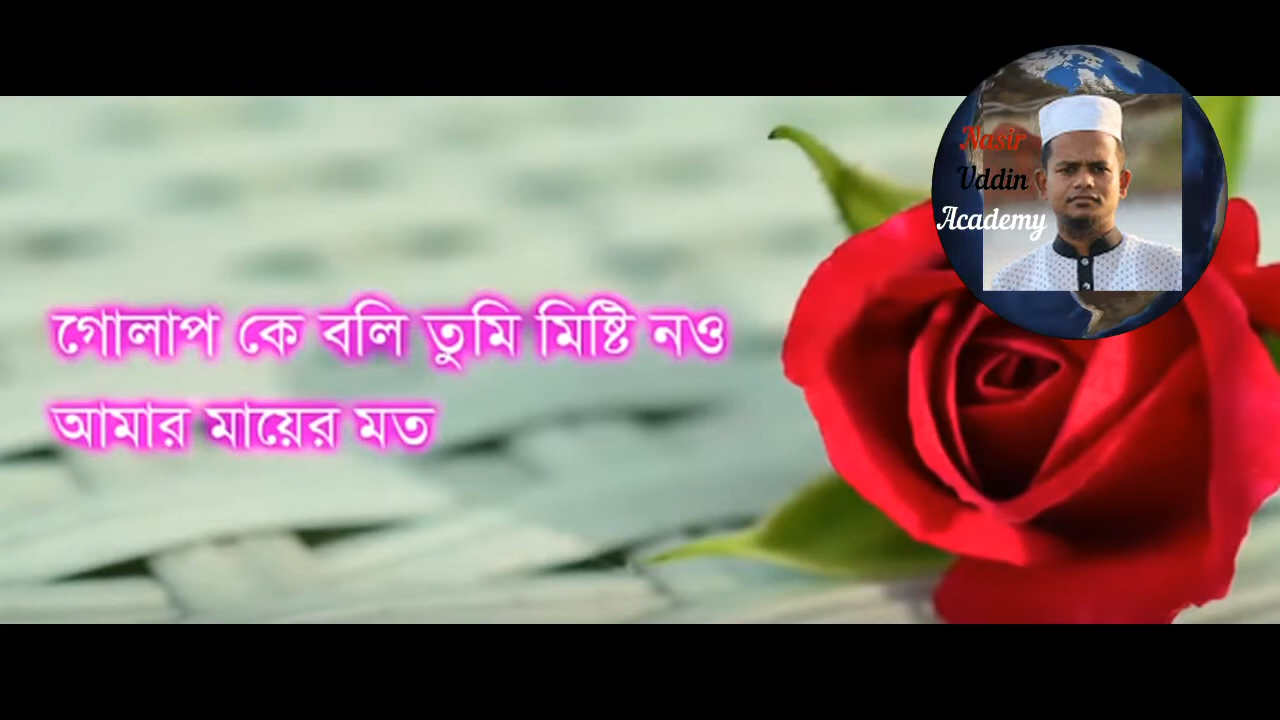 গোলাপ কে বলি তুমি মিষ্টি নও
আমার মায়ের মত
Nasir
Uddin
Academy